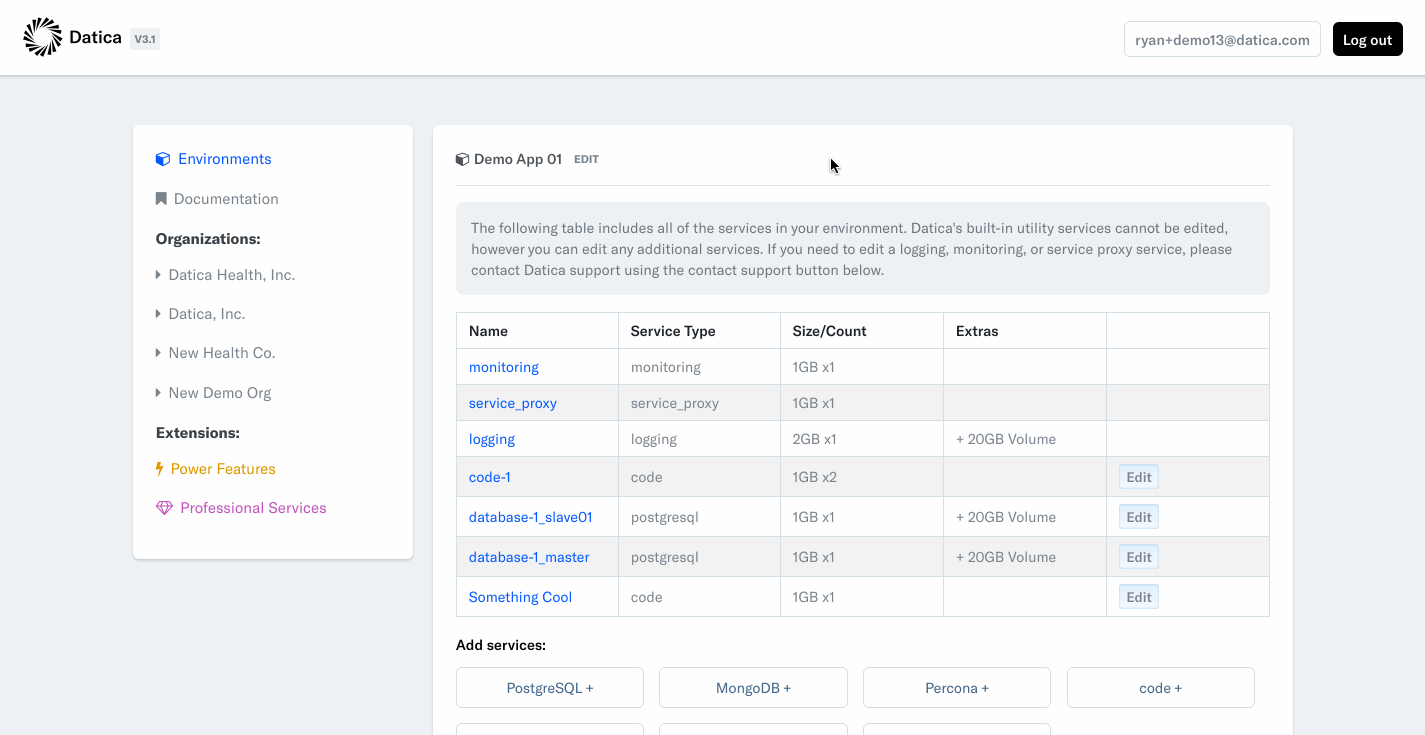 Datica V3.1
ryan+demo13@datica.com
Log out
Environments
Documentation
Organizations:
Datica Health, Inc.
Datica, Inc.
New Health Co.
New Demo Org
Extensions:
Power Features
Professional Services
Demo App 01 EDIT
The following table includes all of the services in your environment. Datica's built-in utility services cannot be edited,
however you can edit any additional services. If you need to edit a logging, monitoring, or service proxy service, please
contact Datica support using the contact support button below.
Name Service Type Size/Count Extras
monitoring monitoring 1GB x1
service_proxy service_proxy 1GB x1
logging logging 2GB x1 + 20GB Volume
code-1 code 1GB x2 Edit
database-1_slave01 postgresql 1GB x1 + 20GB Volume Edit
database-1_master postgresql 1GB x1 + 20GB Volume Edit
Something Cool code 1GB x1 Edit
Add services:
PostgreSQL + MongoDB + Percona + code +